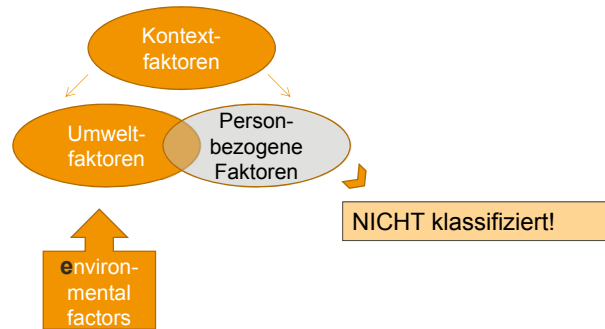 Kontext-
faktoren
Umwelt-
faktoren
Person-
bezogene
Faktoren
NICHT klassifiziert!
environ-
mental
factors